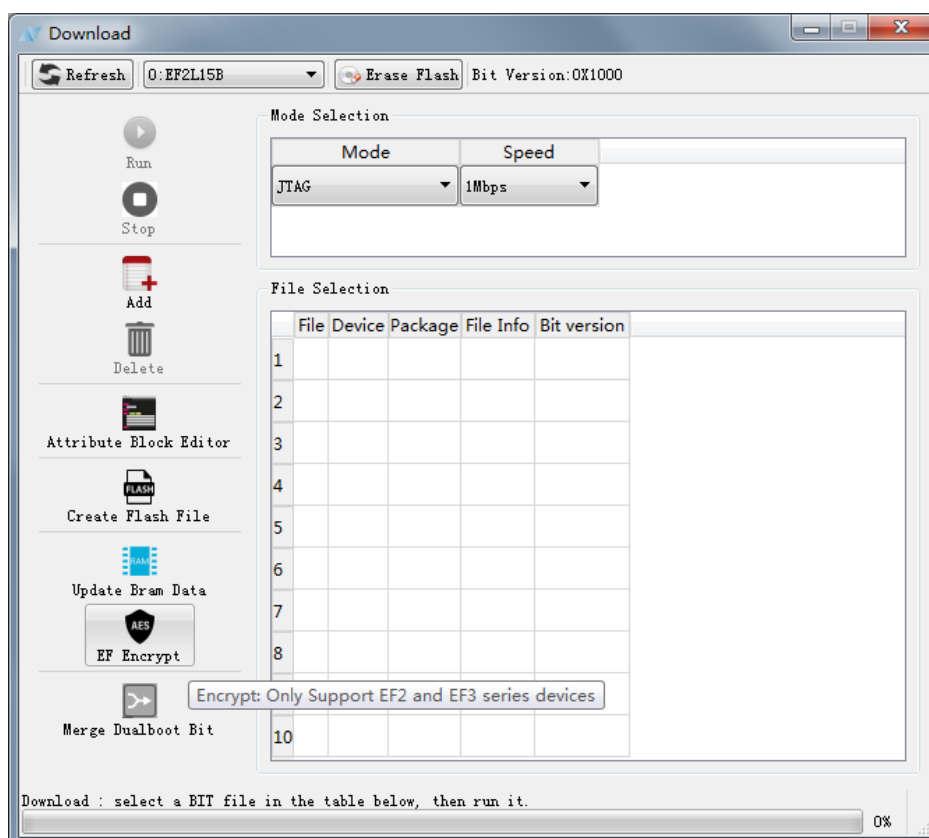 Download
Refresh 0:EF2L15B Erase Flash Bit Version:0X1000
Run
Stop
Add
Delete
Attribute Block Editor
FLASH
Create Flash File
RAM
Update Bram Data
AES
EF Encrypt
Merge Dualboot Bit
Mode Selection
Mode Speed
JTAG 1Mbps
File Selection
File Device Package File Info Bit version
1
2
3
4
5
6
7
8
Encrypt: Only Support EF2 and EF3 series devices
10
Download : select a BIT file in the table below, then run it.
0%